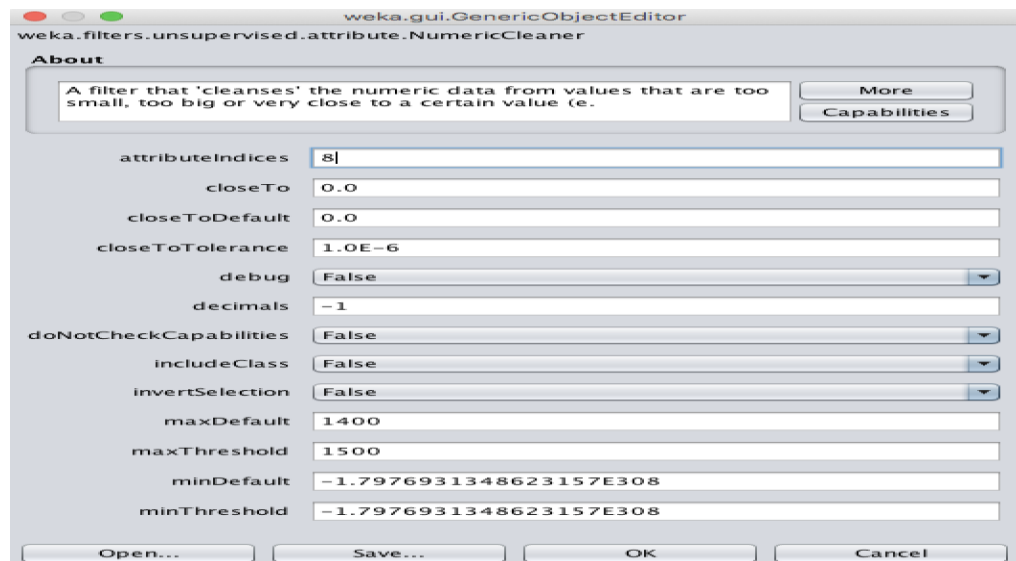 weka.gui.GenericObjectEditor
weka.filters.unsupervised.attribute.NumericCleaner
About
A filter that 'cleanses' the numeric data from values that are too
small, too big or very close to a certain value (e.
More
Capabilities
attributeIndices 8
closeTo 0.0
closeToDefault 0.0
closeToTolerance 1.0E-6
debug False
decimals -1
doNotCheckCapabilities False
includeClass False
invertSelection False
maxDefault 1400
maxThreshold 1500
minDefault -1.7976931348623157E308
minThreshold -1.7976931348623157E308
Open... Save... OK Cancel